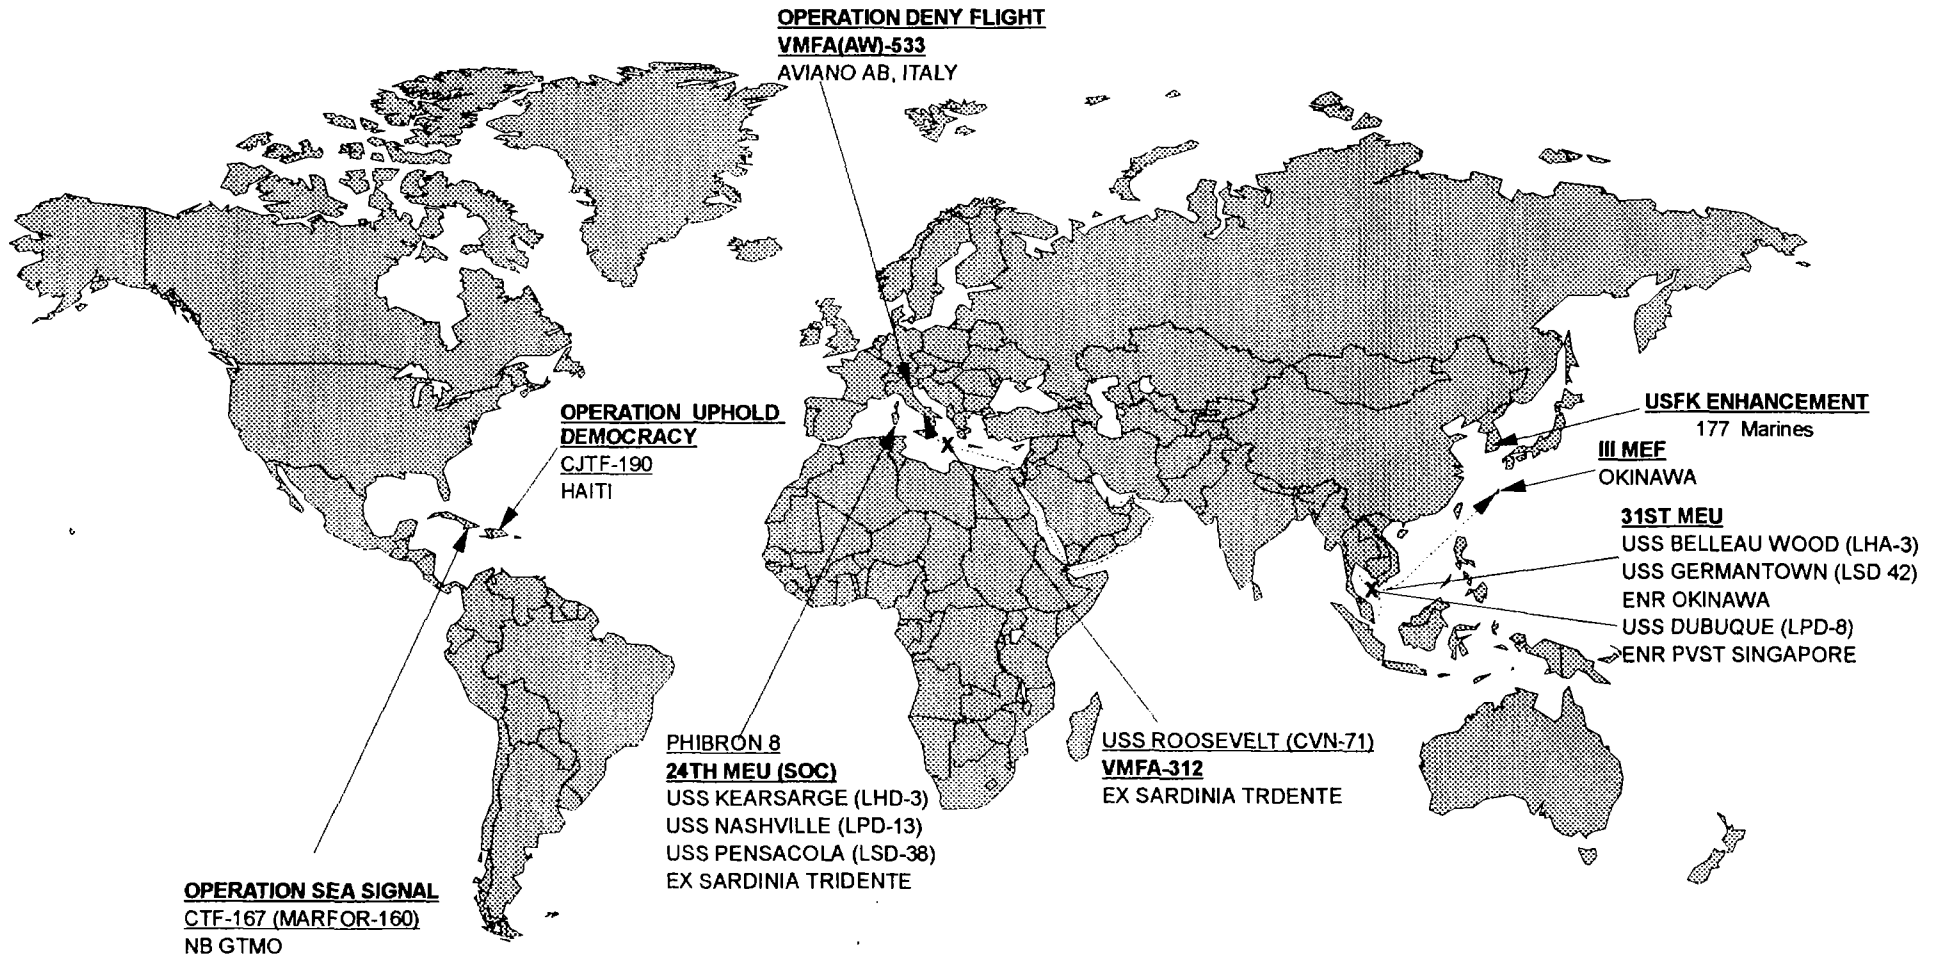 OPERATION DENY FLIGHT
VMFA(AW)-533
AVIANO AB, ITALY
OPERATION UPHOLD
DEMOCRACY
CJTF-190
HAITI
USFK ENHANCEMENT
177 Marines
III MEF
OKINAWA
31ST MEU
USS BELLEAU WOOD (LHA-3)
USS GERMANTOWN (LSD 42)
ENR OKINAWA
USS DUBUQUE (LPD-8)
ENR PVST SINGAPORE
X
X
PHIBRON 8
24TH MEU (SOC)
USS KEARSARGE (LHD-3)
USS NASHVILLE (LPD-13)
USS PENSACOLA (LSD-38)
EX SARDINIA TRIDENTE
USS ROOSEVELT (CVN-71)
VMFA-312
EX SARDINIA TRDENTE
OPERATION SEA SIGNAL
CTF-167 (MARFOR-160)
NB GTMO